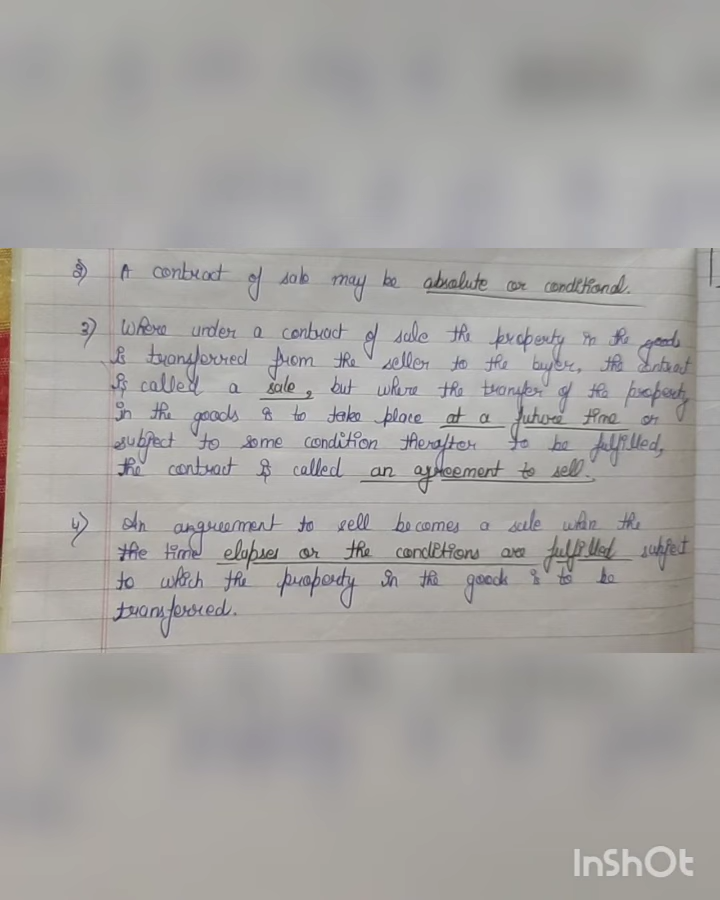 2) A contract of sale may be absolute or conditional.
3) Where under a contract of sale the property in the goods
is transferred from the seller to the buyer, the contract
is called a sale, but where the transfer of the property
in the goods is to take place at a future time or
subject to some condition therafter to be fulfilled,
the contract is called an agreement to sell.
4) An angreement to sell becomes a sale when the
the time elapses or the conditions are fulfilled subject
to which the property in the goods is to be
transferred.
InShOt